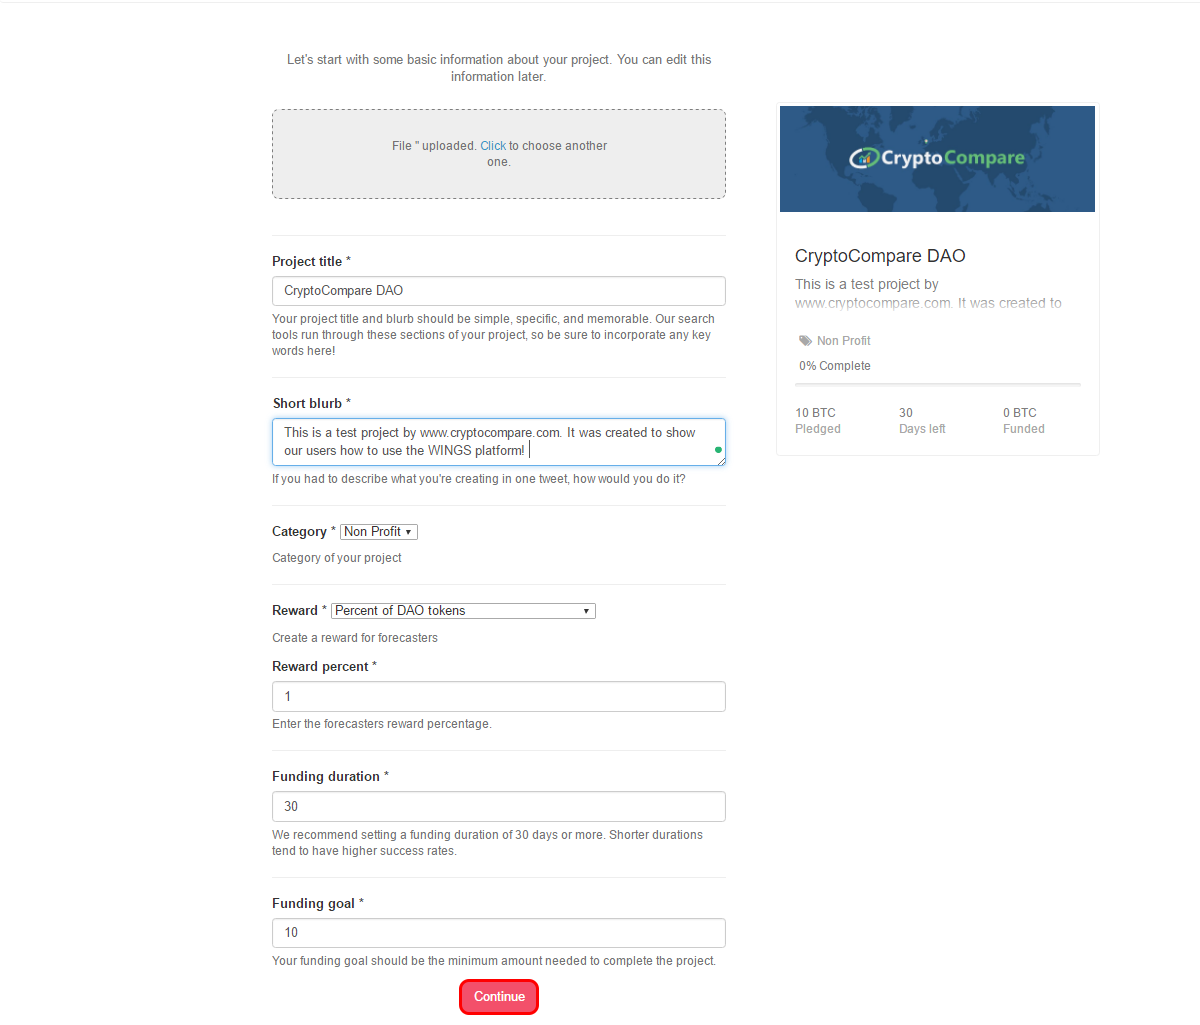 Let's start with some basic information about your project. You can edit this
information later.
File '' uploaded. Click to choose another
one.
Project title *
CryptoCompare DAO
Your project title and blurb should be simple, specific, and memorable. Our search
tools run through these sections of your project, so be sure to incorporate any key
words here!
Short blurb *
This is a test project by www.cryptocompare.com. It was created to show
our users how to use the WINGS platform!
If you had to describe what you're creating in one tweet, how would you do it?
Category * Non Profit
Category of your project
Reward * Percent of DAO tokens
Create a reward for forecasters
Reward percent *
1
Enter the forecasters reward percentage.
Funding duration *
30
We recommend setting a funding duration of 30 days or more. Shorter durations
tend to have higher success rates.
Funding goal *
10
Your funding goal should be the minimum amount needed to complete the project.
Continue
CryptoCompare
CryptoCompare DAO
This is a test project by
www.cryptocompare.com. It was created to
Non Profit
0% Complete
10 BTC 30 0 BTC
Pledged Days left Funded